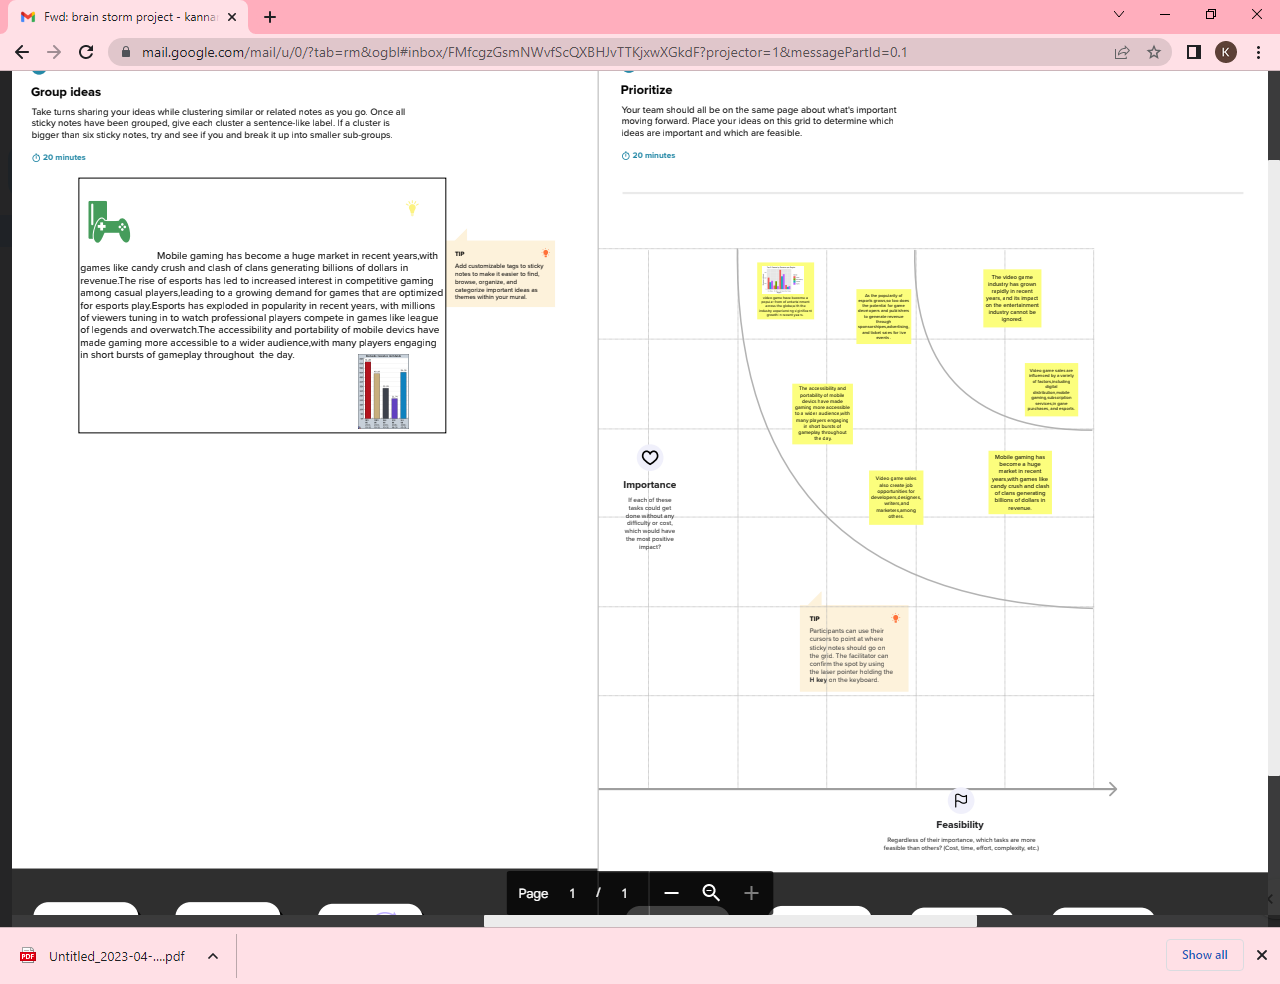 Fwd: brain storm project - kanna
mail.google.com/mail/u/0/?tab=rm&ogbl#inbox/FMfcgzGsmNWvfScQXBHJvTTKjxwXGkdF?projector=1&messagePartId=0.1
K
Group ideas
Take turns sharing your ideas while clustering similar or related notes as you go. Once all
sticky notes have been grouped, give each cluster a sentence-like label. If a cluster is
bigger than six sticky notes, try and see if you and break it up into smaller sub-groups.
20 minutes
Mobile gaming has become a huge market in recent years,with
games like candy crush and clash of clans generating billions of dollars in
revenue.The rise of esports has led to increased interest in competitive gaming
among casual players,leading to a growing demand for games that are optimized
for esports play.Esports has exploded in popularity in recent years, with millions
of viewers tuning in to watch professional players compete in games like league
of legends and overwatch.The accessibility and portability of mobile devics have
made gaming more accessible to a wider audience,with many players engaging
in short bursts of gameplay throughout the day.
TIP
Add customizable tags to sticky
notes to make it easier to find,
browse, organize, and
categorize important ideas as
themes within your mural.
Prioritize
Your team should all be on the same page about what's important
moving forward. Place your ideas on this grid to determine which
ideas are important and which are feasible.
20 minutes
video game have become a
popular form of entertainment
across the globe,with the
industry experiencing significant
growth in recent years
As the popularity of
esports grows,so too does
the potential for game
developers and publishers
to generate revenue
through
sponsorships,advertising,
and ticket sales for live
events.
The video game
industry has grown
rapidly in recent
years, and its impact
on the entertainment
industry cannot be
ignored.
Video game sales are
influenced by a variety
of factors,including
digital
distribution,mobile
gaming,subscription
services,in game
purchases, and esports
The accessibility and
portability of mobile
devics have made
gaming more accessible
to a wider audience,with
many players engaging
in short bursts of
gameplay throughout
the day.
Mobile gaming has
become a huge
market in recent
years,with games like
candy crush and clash
of clans generating
billions of dollars in
revenue.
Video game sales
also create job
opportunities for
developers,designers,
writers,and
marketers,among
others.
Importance
If each of these
tasks could get
done without any
difficulty or cost,
which would have
the most positive
impact?
TIP
Participants can use their
cursors to point at where
sticky notes should go on
the grid. The facilitator can
confirm the spot by using
the laser pointer holding the
H key on the keyboard.
Feasibility
Regardless of their importance, which tasks are more
feasible than others? (Cost, time, effort, complexity, etc.)
Page 1 / 1
PDF
Untitled_2023-04-....pdf
Show all